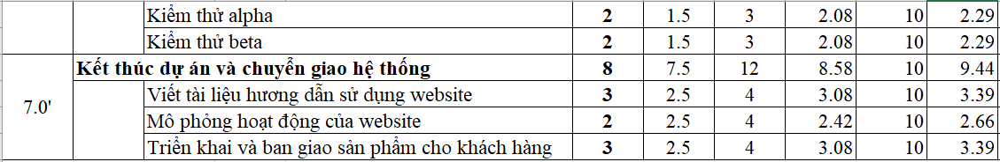 Kiểm thử alpha 2 1.5 3 2.08 10 2.29
Kiểm thử beta 2 1.5 3 2.08 10 2.29
Kết thúc dự án và chuyển giao hệ thống 8 7.5 12 8.58 10 9.44
Viết tài liệu hương dẫn sử dụng website 3 2.5 4 3.08 10 3.39
7.0'
Mô phỏng hoạt động của website 2 2.5 4 2.42 10 2.66
Triển khai và ban giao sản phẩm cho khách hàng 3 2.5 4 3.08 10 3.39